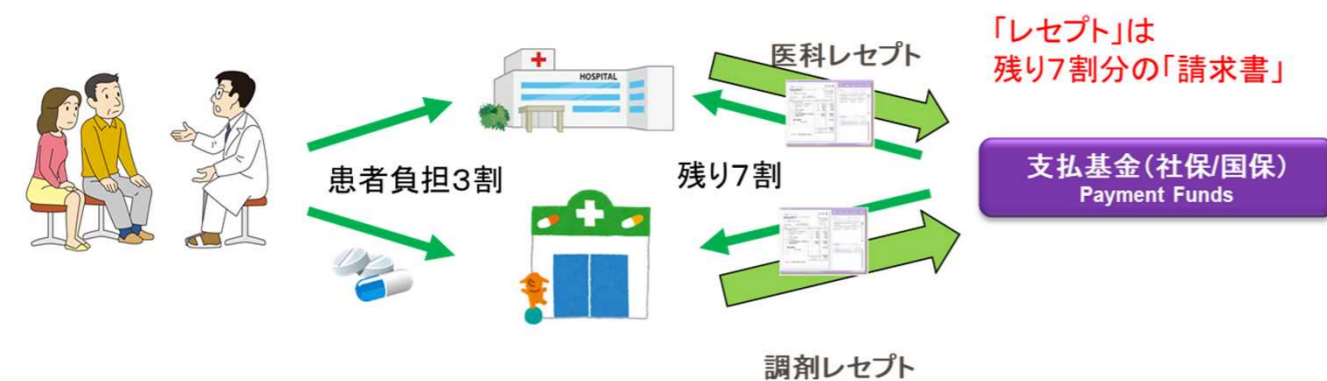 「レセプト」は
残り7割分の「請求書」
医科レセプト
HOSPITAL
患者負担3割
残り7割
支払基金(社保/国保)
Payment Funds
調剤レセプト